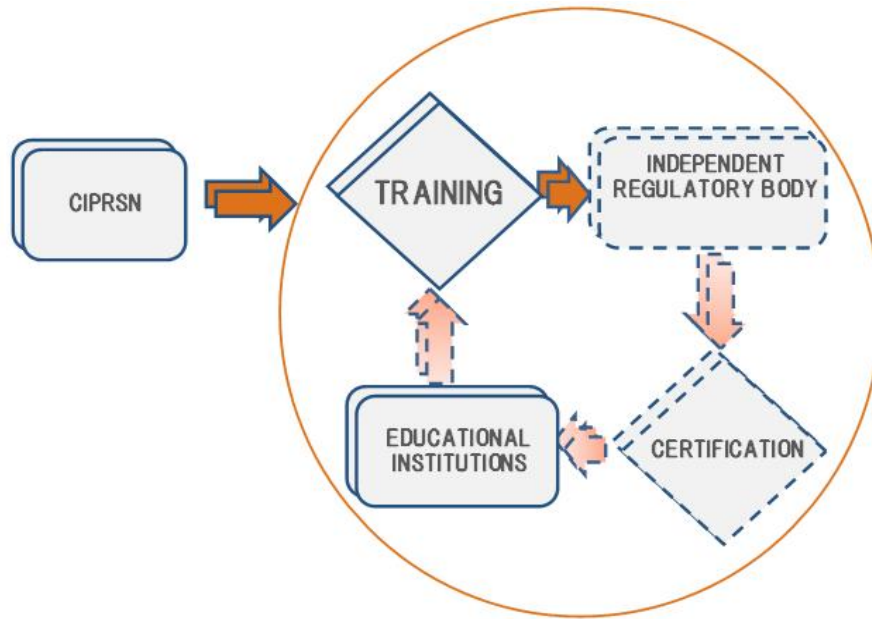 CIPRSN
TRAINING
INDEPENDENT
REGULATORY BODY
EDUCATIONAL
INSTITUTIONS
CERTIFICATION